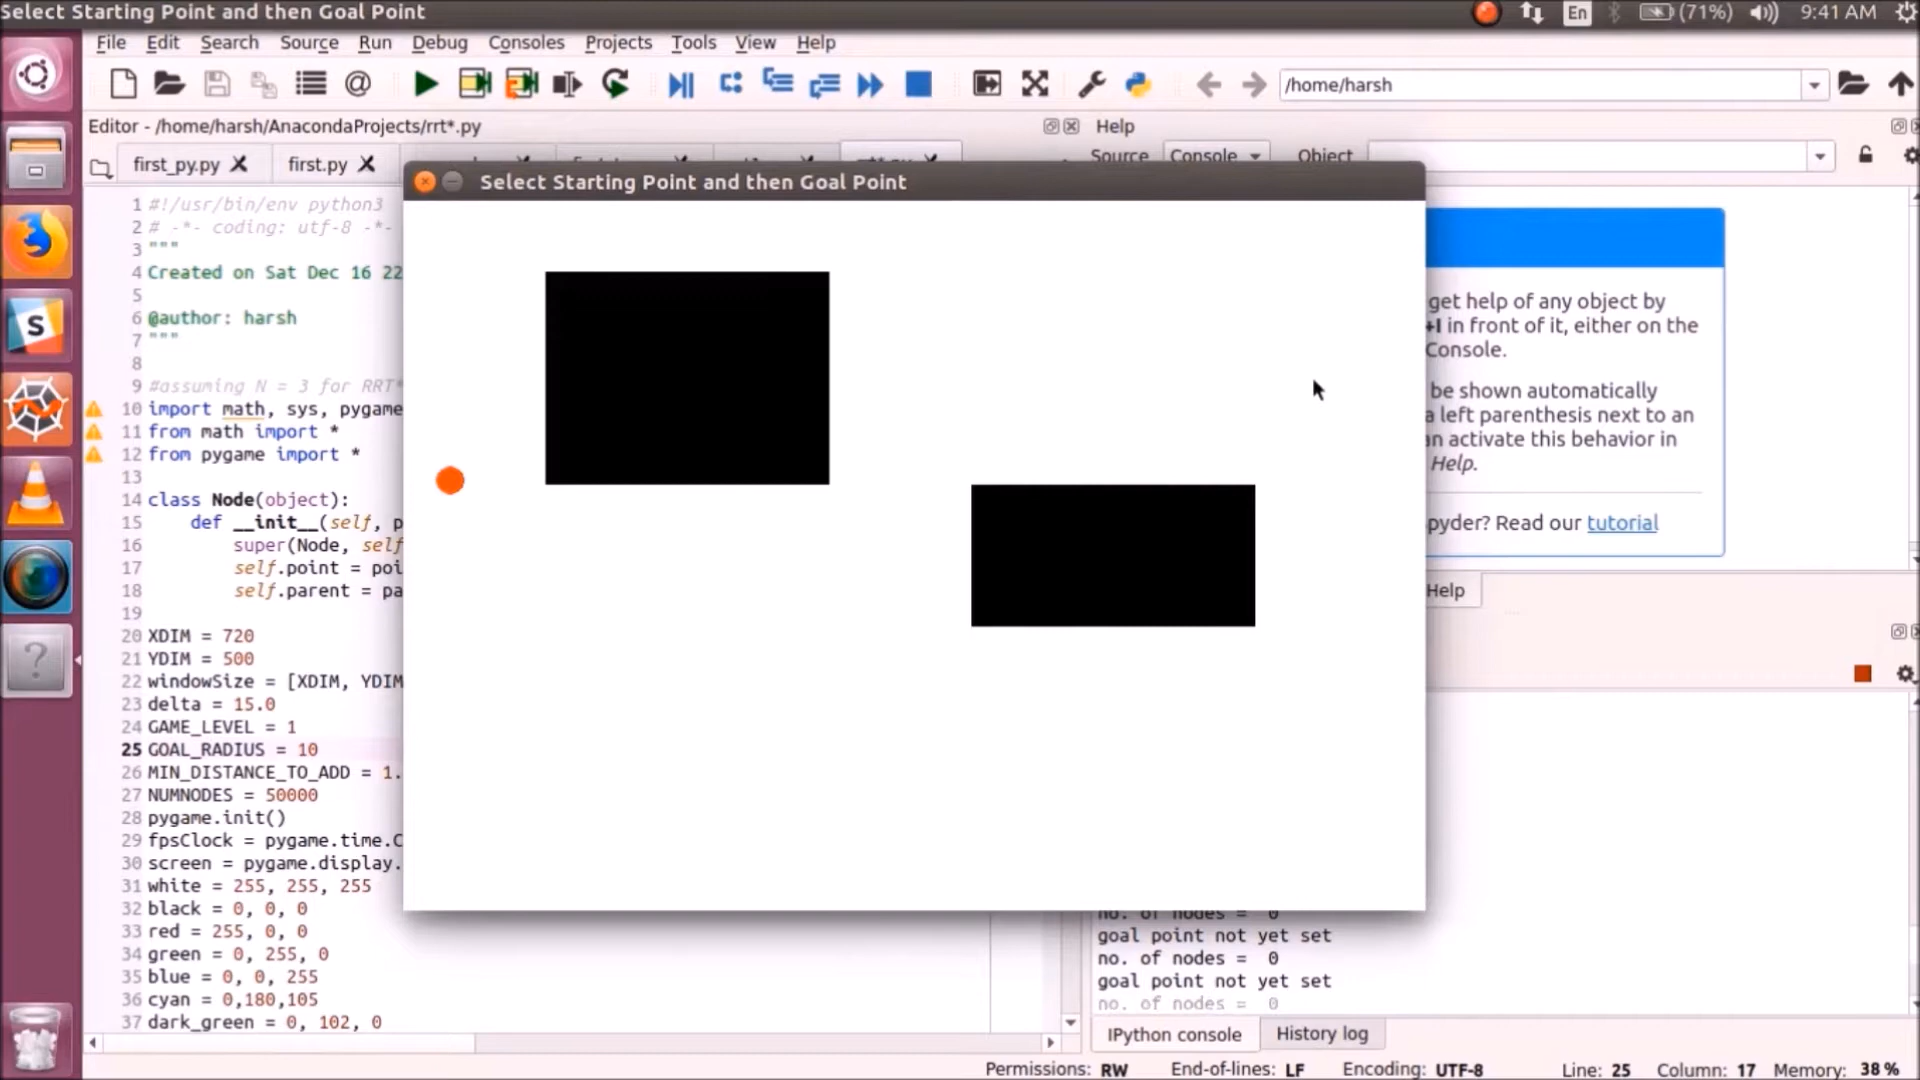 Select Starting Point and then Goal Point
En
(71%)
9:41 AM
File Edit Search Source Run Debug Consoles Projects Tools View Help
/home/harsh
Editor - /home/harsh/AnacondaProjects/rrt*.py
Help
first_py.py
first.py
Source Console Object
Select Starting Point and then Goal Point
1 #!/usr/bin/env python3
2 # -*- coding: utf-8 -*-
3 """
4 Created on Sat Dec 16 22
5
6 @author: harsh
7 """
8
9 #assuming N = 3 for RRT*
10 import math, sys, pygame
11 from math import *
12 from pygame import *
13
14 class Node(object):
15 def __init__(self, p
16 super(Node, self
17 self.point = poi
18 self.parent = pa
19
20 XDIM = 720
21 YDIM = 500
22 windowSize = [XDIM, YDIM
23 delta = 15.0
24 GAME_LEVEL = 1
25 GOAL_RADIUS = 10
26 MIN_DISTANCE_TO_ADD = 1.
27 NUMNODES = 50000
28 pygame.init()
29 fpsClock = pygame.time.C
30 screen = pygame.display.
31 white = 255, 255, 255
32 black = 0, 0, 0
33 red = 255, 0, 0
34 green = 0, 255, 0
35 blue = 0, 0, 255
36 cyan = 0,180,105
37 dark_green = 0, 102, 0
get help of any object by
+I in front of it, either on the
Console.
be shown automatically
a left parenthesis next to an
an activate this behavior in
Help.
pyder? Read our tutorial
Help
no. of nodes = 0
goal point not yet set
no. of nodes = 0
goal point not yet set
no. of nodes = 0
IPython console
History log
Permissions: RW End-of-lines: LF Encoding: UTF-8 Line: 25 Column: 17 Memory: 38 %